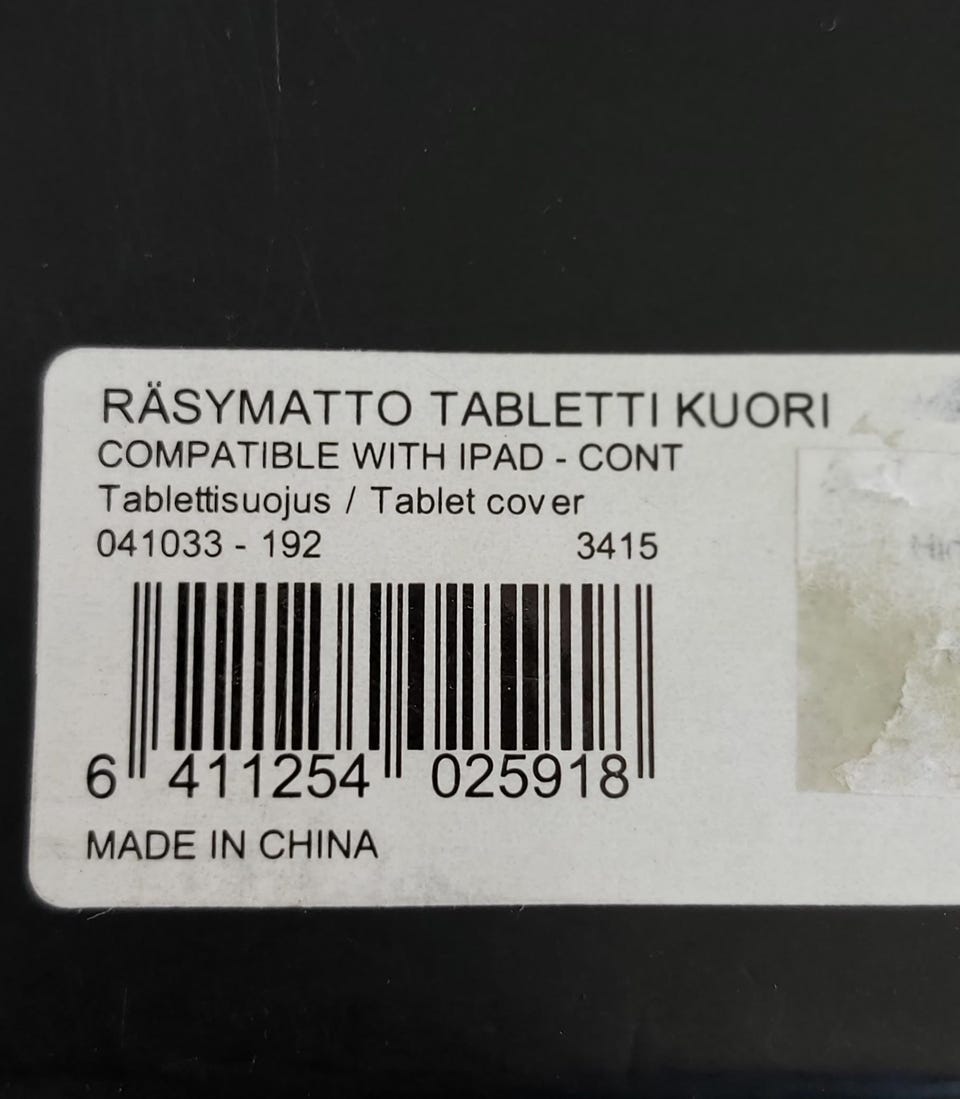 RÄSYMATTO TABLETTI KUORI
COMPATIBLE WITH IPAD - CONT
Tablettisuojus / Tablet cover
041033 - 192 3415
6 411254 025918
MADE IN CHINA